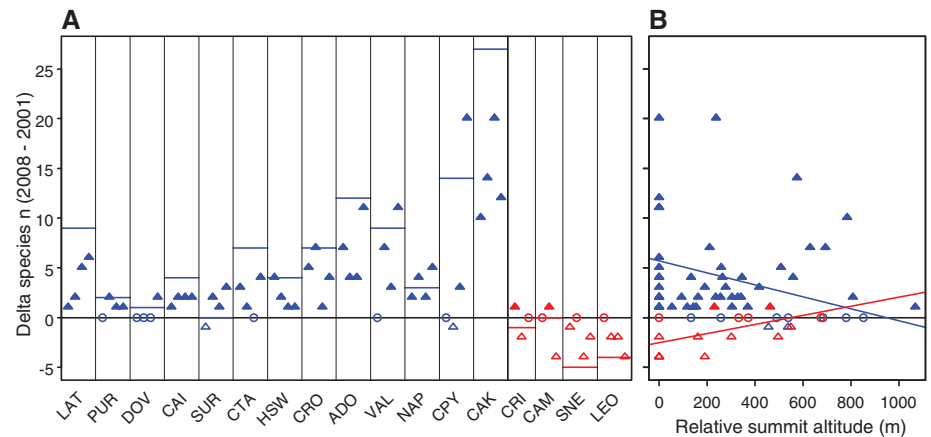 A
B
Delta species n (2008 - 2001)
25
20
15
10
5
0
-5
LAT PUR DOV CAI SUR CTA HSW CRO ADO VAL NAP CPY CAK CRI CAM SNE LEO
0 200 400 600 800 1000
Relative summit altitude (m)